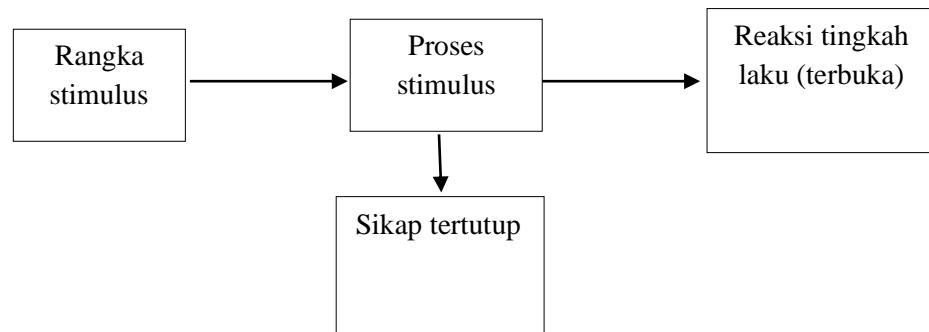 Rangka
stimulus
Proses
stimulus
Reaksi tingkah
laku (terbuka)
Sikap tertutup